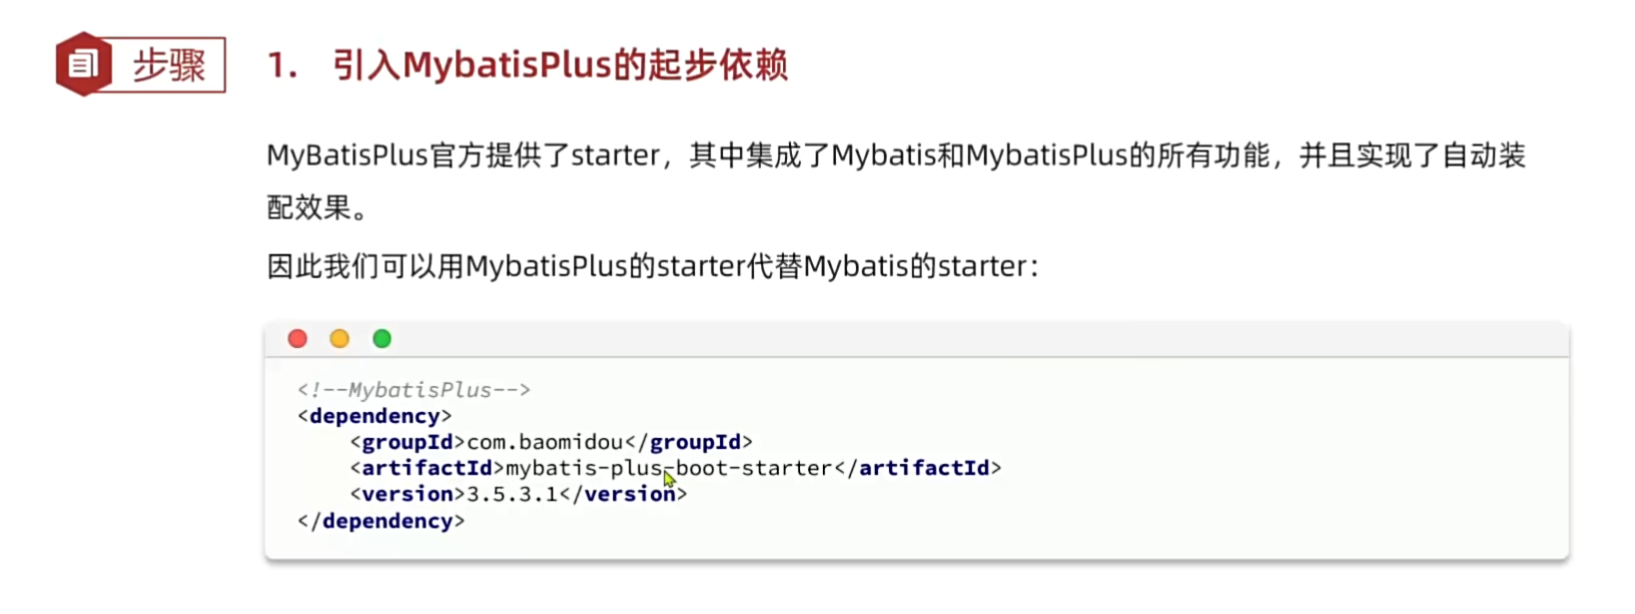 步骤
1. 引入MybatisPlus的起步依赖
MyBatisPlus官方提供了starter，其中集成了Mybatis和MybatisPlus的所有功能，并且实现了自动装
配效果。
因此我们可以用MybatisPlus的starter代替Mybatis的starter：
<!--MybatisPlus-->
<dependency>
    <groupId>com.baomidou</groupId>
    <artifactId>mybatis-plus-boot-starter</artifactId>
    <version>3.5.3.1</version>
</dependency>